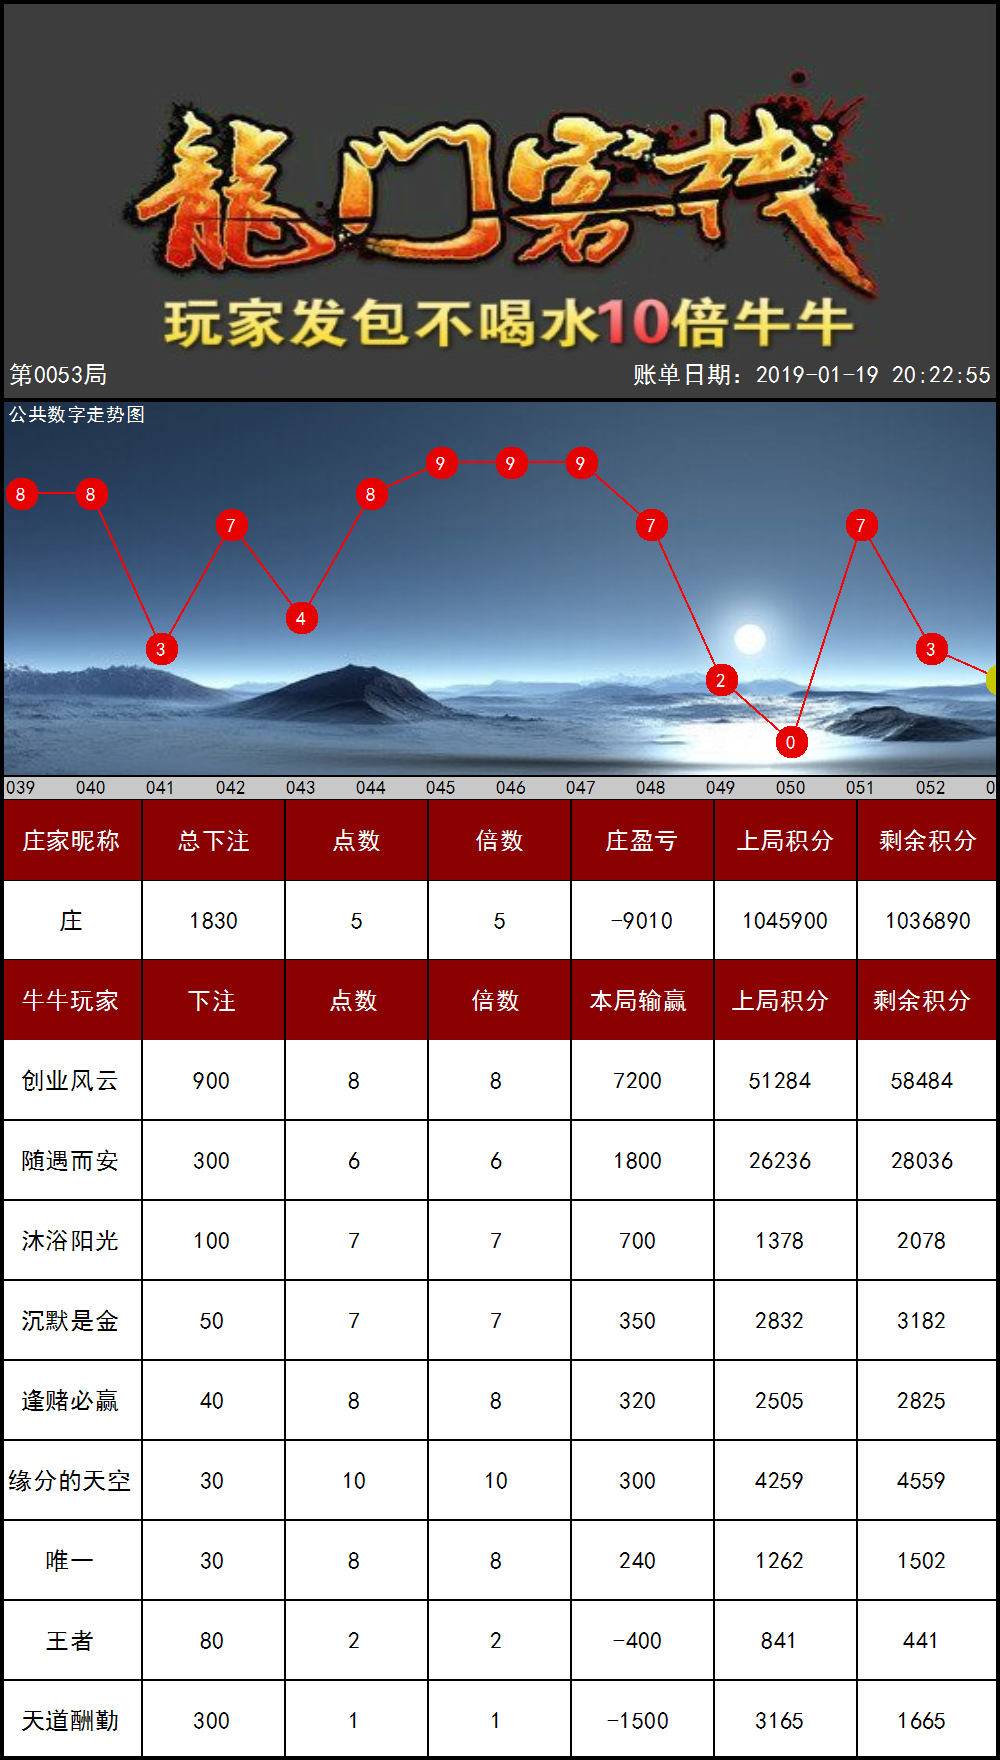 龍门客栈
玩家发包不喝水10倍牛牛
第0053局 账单日期：2019-01-19 20:22:55
公共数字走势图
8 8 3 7 4 8 9 9 9 7 2 0 7 3
039 040 041 042 043 044 045 046 047 048 049 050 051 052 0
庄家昵称 总下注 点数 倍数 庄盈亏 上局积分 剩余积分
庄 1830 5 5 -9010 1045900 1036890
牛牛玩家 下注 点数 倍数 本局输赢 上局积分 剩余积分
创业风云 900 8 8 7200 51284 58484
随遇而安 300 6 6 1800 26236 28036
沐浴阳光 100 7 7 700 1378 2078
沉默是金 50 7 7 350 2832 3182
逢赌必赢 40 8 8 320 2505 2825
缘分的天空 30 10 10 300 4259 4559
唯一 30 8 8 240 1262 1502
王者 80 2 2 -400 841 441
天道酬勤 300 1 1 -1500 3165 1665